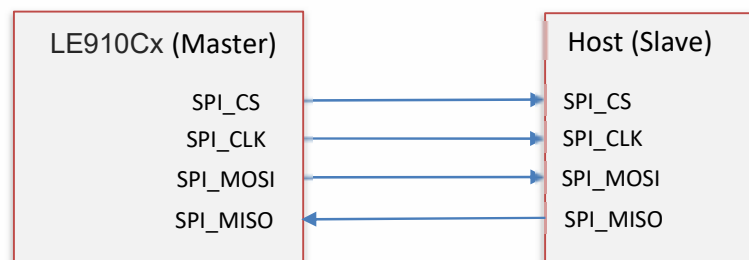 LE910Cx (Master)
SPI_CS
SPI_CLK
SPI_MOSI
SPI_MISO
Host (Slave)
SPI_CS
SPI_CLK
SPI_MOSI
SPI_MISO